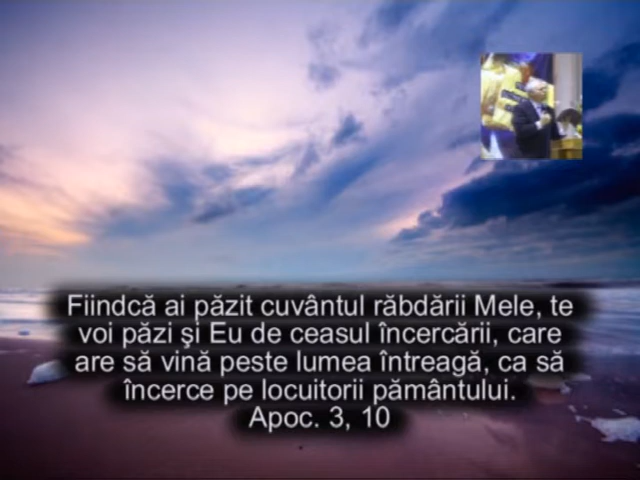 Fiindcă ai păzit cuvântul răbdării Mele, te
voi păzi şi Eu de ceasul încercării, care
are să vină peste lumea întreagă, ca să
încerce pe locuitorii pământului.
Apoc. 3, 10